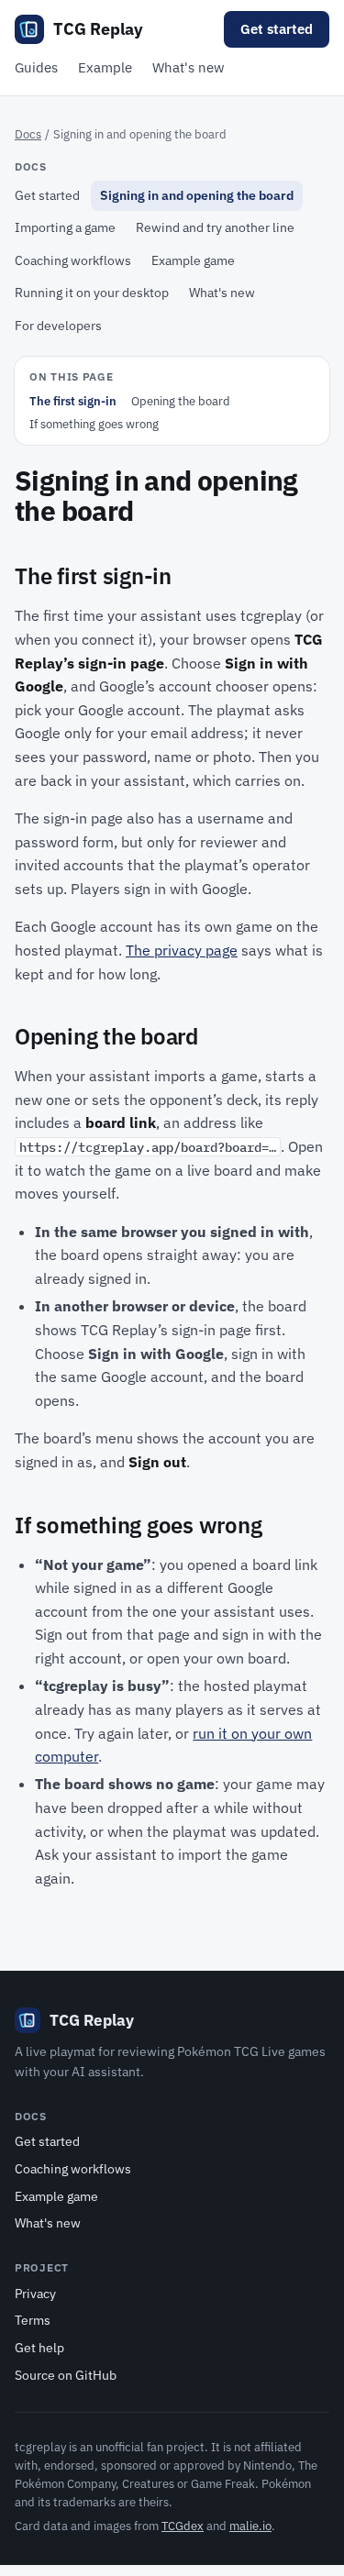 TCG Replay
Get started
Guides Example What's new
Docs / Signing in and opening the board
DOCS
Get started Signing in and opening the board
Importing a game Rewind and try another line
Coaching workflows Example game
Running it on your desktop What's new
For developers
ON THIS PAGE
The first sign-in Opening the board
If something goes wrong
Signing in and opening
the board
The first sign-in
The first time your assistant uses tcgreplay (or
when you connect it), your browser opens TCG
Replay’s sign-in page. Choose Sign in with
Google, and Google’s account chooser opens:
pick your Google account. The playmat asks
Google only for your email address; it never
sees your password, name or photo. Then you
are back in your assistant, which carries on.
The sign-in page also has a username and
password form, but only for reviewer and
invited accounts that the playmat’s operator
sets up. Players sign in with Google.
Each Google account has its own game on the
hosted playmat. The privacy page says what is
kept and for how long.
Opening the board
When your assistant imports a game, starts a
new one or sets the opponent’s deck, its reply
includes a board link, an address like
https://tcgreplay.app/board?board=… . Open
it to watch the game on a live board and make
moves yourself.
• In the same browser you signed in with,
the board opens straight away: you are
already signed in.
• In another browser or device, the board
shows TCG Replay’s sign-in page first.
Choose Sign in with Google, sign in with
the same Google account, and the board
opens.
The board’s menu shows the account you are
signed in as, and Sign out.
If something goes wrong
• “Not your game”: you opened a board link
while signed in as a different Google
account from the one your assistant uses.
Sign out from that page and sign in with the
right account, or open your own board.
• “tcgreplay is busy”: the hosted playmat
already has as many players as it serves at
once. Try again later, or run it on your own
computer.
• The board shows no game: your game may
have been dropped after a while without
activity, or when the playmat was updated.
Ask your assistant to import the game
again.
TCG Replay
A live playmat for reviewing Pokémon TCG Live games
with your AI assistant.
DOCS
Get started
Coaching workflows
Example game
What's new
PROJECT
Privacy
Terms
Get help
Source on GitHub
tcgreplay is an unofficial fan project. It is not affiliated
with, endorsed, sponsored or approved by Nintendo, The
Pokémon Company, Creatures or Game Freak. Pokémon
and its trademarks are theirs.
Card data and images from TCGdex and malie.io.